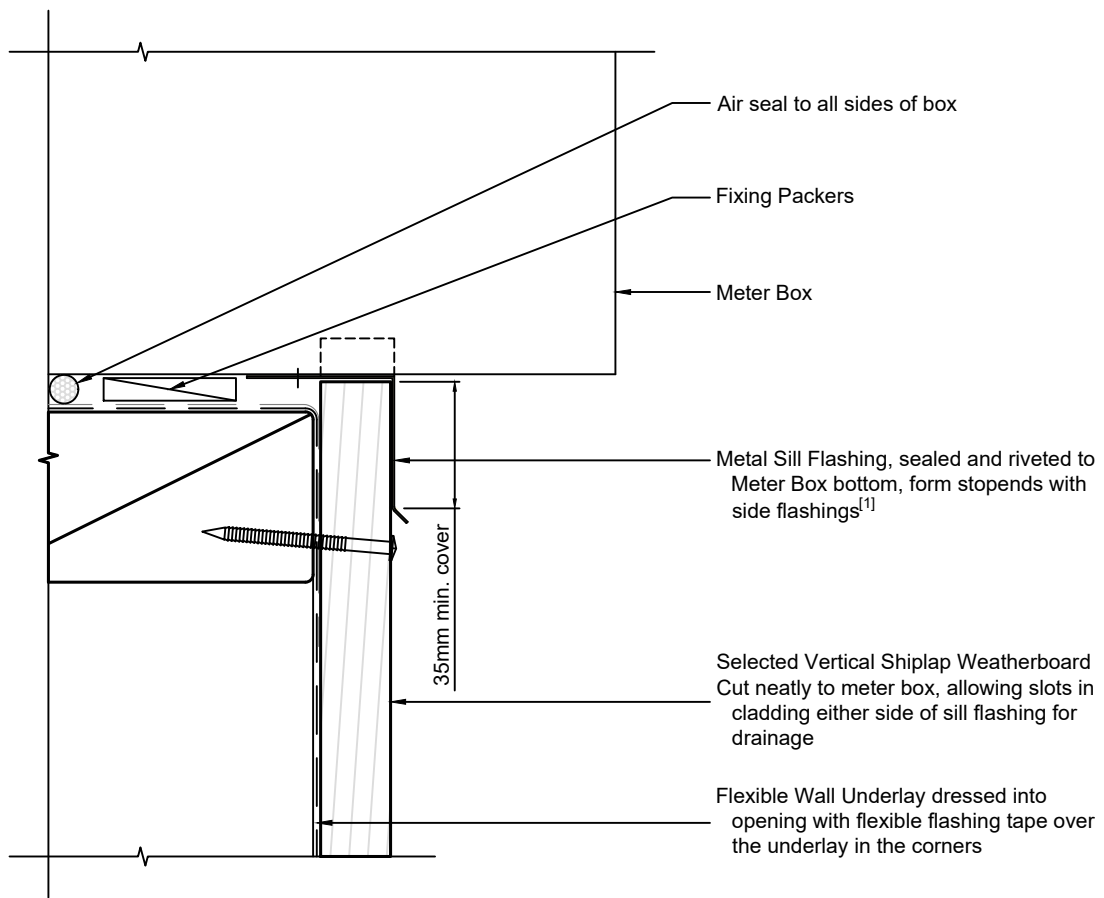 Air seal to all sides of box
Fixing Packers
Meter Box
Metal Sill Flashing, sealed and riveted to
Meter Box bottom, form stopends with
side flashings[1]
35mm min. cover
Selected Vertical Shiplap Weatherboard
Cut neatly to meter box, allowing slots in
cladding either side of sill flashing for
drainage
Flexible Wall Underlay dressed into
opening with flexible flashing tape over
the underlay in the corners